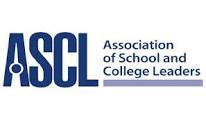 ASCL
Association
of School and
College Leaders